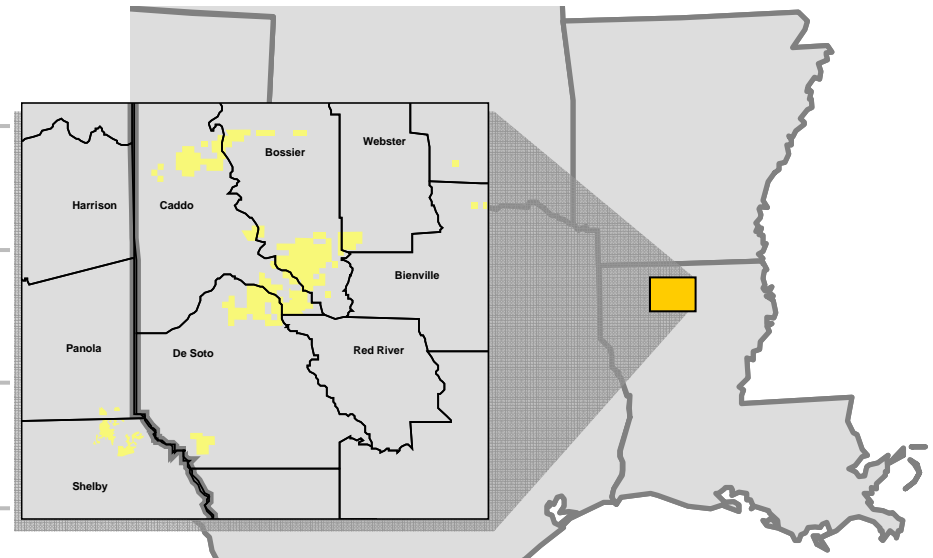 Webster
Bossier
Harrison
Caddo
Bienville
Panola
De Soto
Red River
Shelby